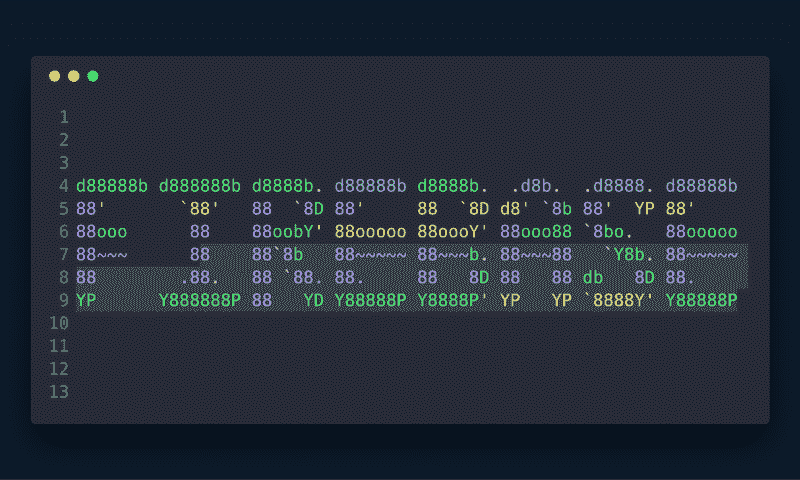 1
2
3
4 d88888b d888888b d8888b. d88888b d8888b.  .d8b.  .d8888. d88888b
5 88'       `88'   88  `8D 88'     88  `8D d8' `8b 88'  YP 88'
6 88ooo      88    88oobY' 88ooooo 88oooY' 88ooo88 `8bo.   88ooooo
7 88~~~      88    88`8b   88~~~~~ 88~~~b. 88~~~88   `Y8b. 88~~~~~
8 88        .88.   88 `88. 88.     88   8D 88   88 db   8D 88.
9 YP      Y888888P 88   YD Y88888P Y8888P' YP   YP `8888Y' Y88888P
10
11
12
13